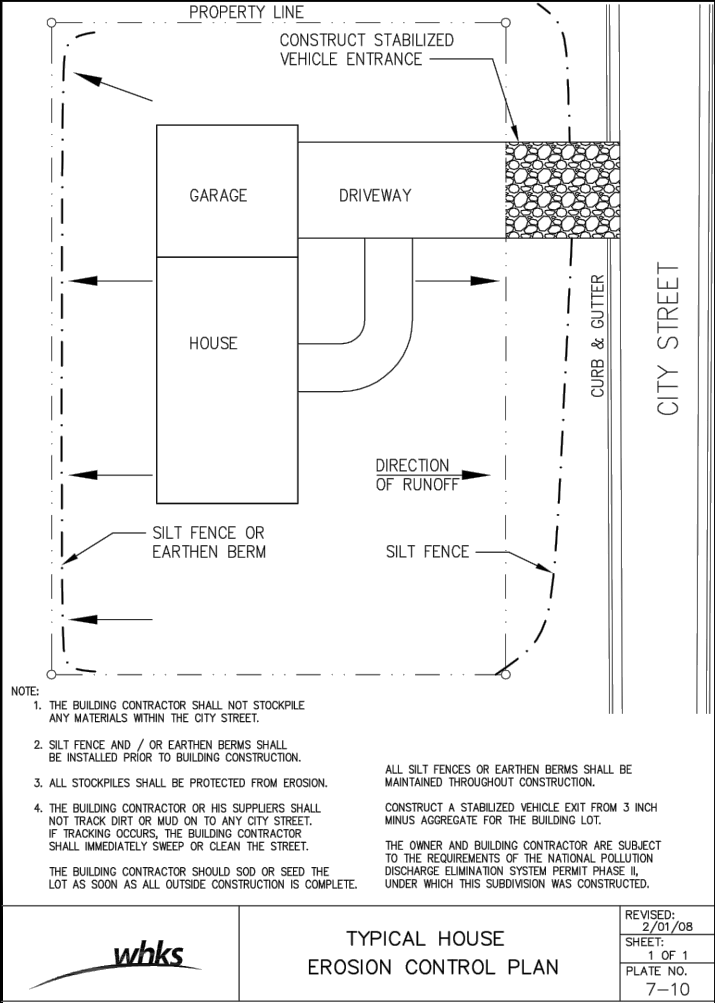 PROPERTY LINE
CONSTRUCT STABILIZED
VEHICLE ENTRANCE
GARAGE
DRIVEWAY
HOUSE
CURB & GUTTER
CITY STREET
DIRECTION
OF RUNOFF
SILT FENCE OR
EARTHEN BERM
SILT FENCE
NOTE:
1. THE BUILDING CONTRACTOR SHALL NOT STOCKPILE
ANY MATERIALS WITHIN THE CITY STREET.
2. SILT FENCE AND / OR EARTHEN BERMS SHALL
BE INSTALLED PRIOR TO BUILDING CONSTRUCTION.
3. ALL STOCKPILES SHALL BE PROTECTED FROM EROSION.
4. THE BUILDING CONTRACTOR OR HIS SUPPLIERS SHALL
NOT TRACK DIRT OR MUD ON TO ANY CITY STREET.
IF TRACKING OCCURS, THE BUILDING CONTRACTOR
SHALL IMMEDIATELY SWEEP OR CLEAN THE STREET.
THE BUILDING CONTRACTOR SHOULD SOD OR SEED THE
LOT AS SOON AS ALL OUTSIDE CONSTRUCTION IS COMPLETE.
ALL SILT FENCES OR EARTHEN BERMS SHALL BE
MAINTAINED THROUGHOUT CONSTRUCTION.
CONSTRUCT A STABILIZED VEHICLE EXIT FROM 3 INCH
MINUS AGGREGATE FOR THE BUILDING LOT.
THE OWNER AND BUILDING CONTRACTOR ARE SUBJECT
TO THE REQUIREMENTS OF THE NATIONAL POLLUTION
DISCHARGE ELIMINATION SYSTEM PERMIT PHASE II,
UNDER WHICH THIS SUBDIVISION WAS CONSTRUCTED.
whks
TYPICAL HOUSE
EROSION CONTROL PLAN
REVISED:
2/01/08
SHEET:
1 OF 1
PLATE NO.
7-10